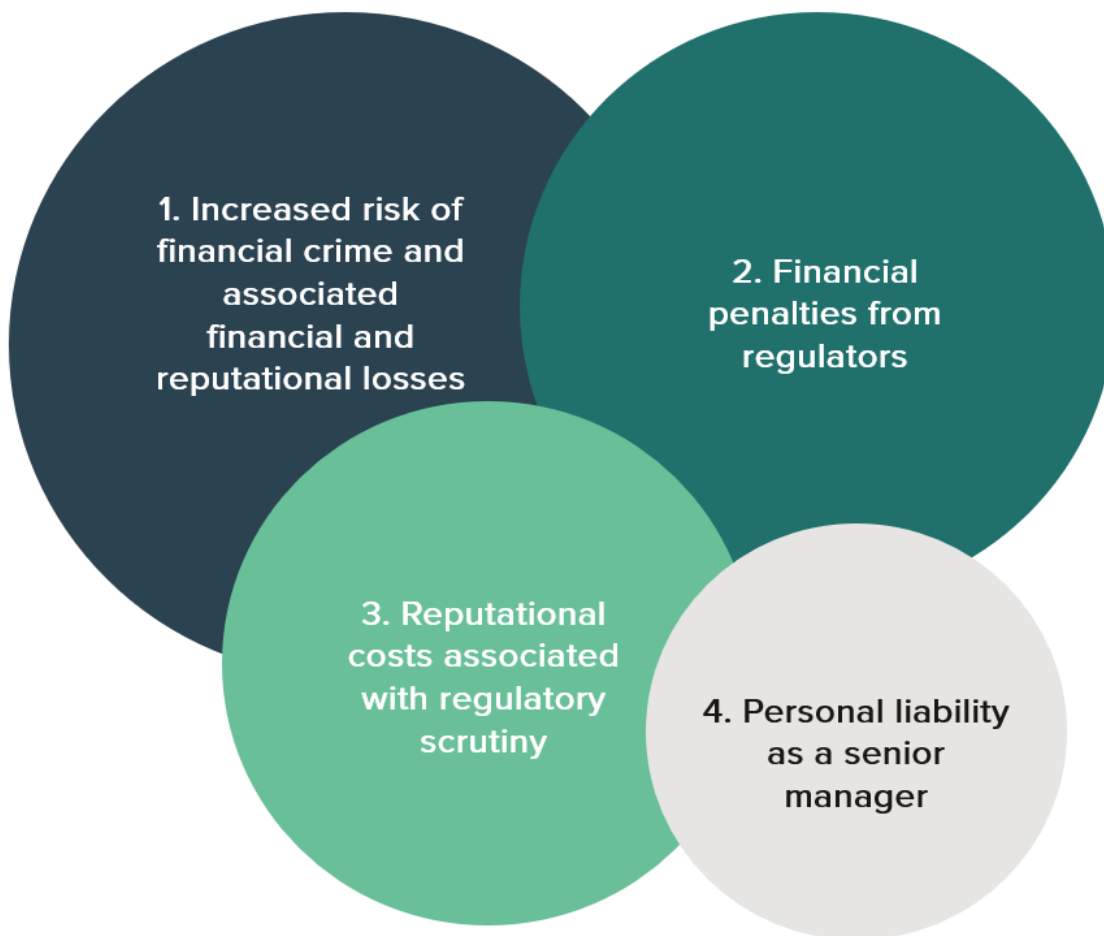 1. Increased risk of
financial crime and
associated
financial and
reputational losses
2. Financial
penalties from
regulators
3. Reputational
costs associated
with regulatory
scrutiny
4. Personal liability
as a senior
manager